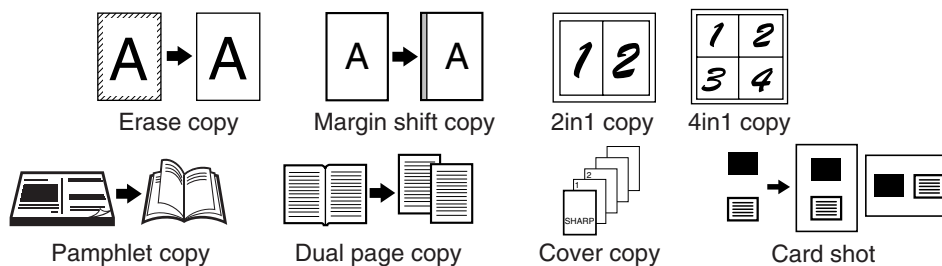 A A
Erase copy
A A
Margin shift copy
1 2
2in1 copy
1 2
3 4
4in1 copy
Pamphlet copy
Dual page copy
2
1
SHARP
Cover copy
Card shot